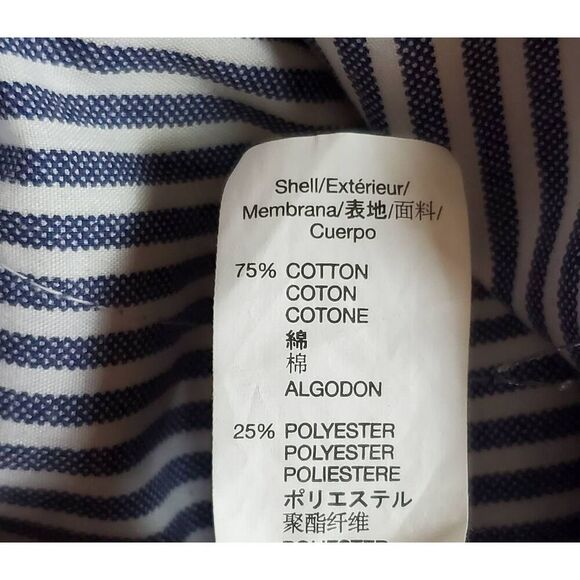 Shell/Extérieur/
Membrana/表地/面料/
Cuerpo
75% COTTON
COTON
COTONE
綿
棉
ALGODON
25% POLYESTER
POLYESTER
POLIESTERE
ポリエステル
聚酯纤维